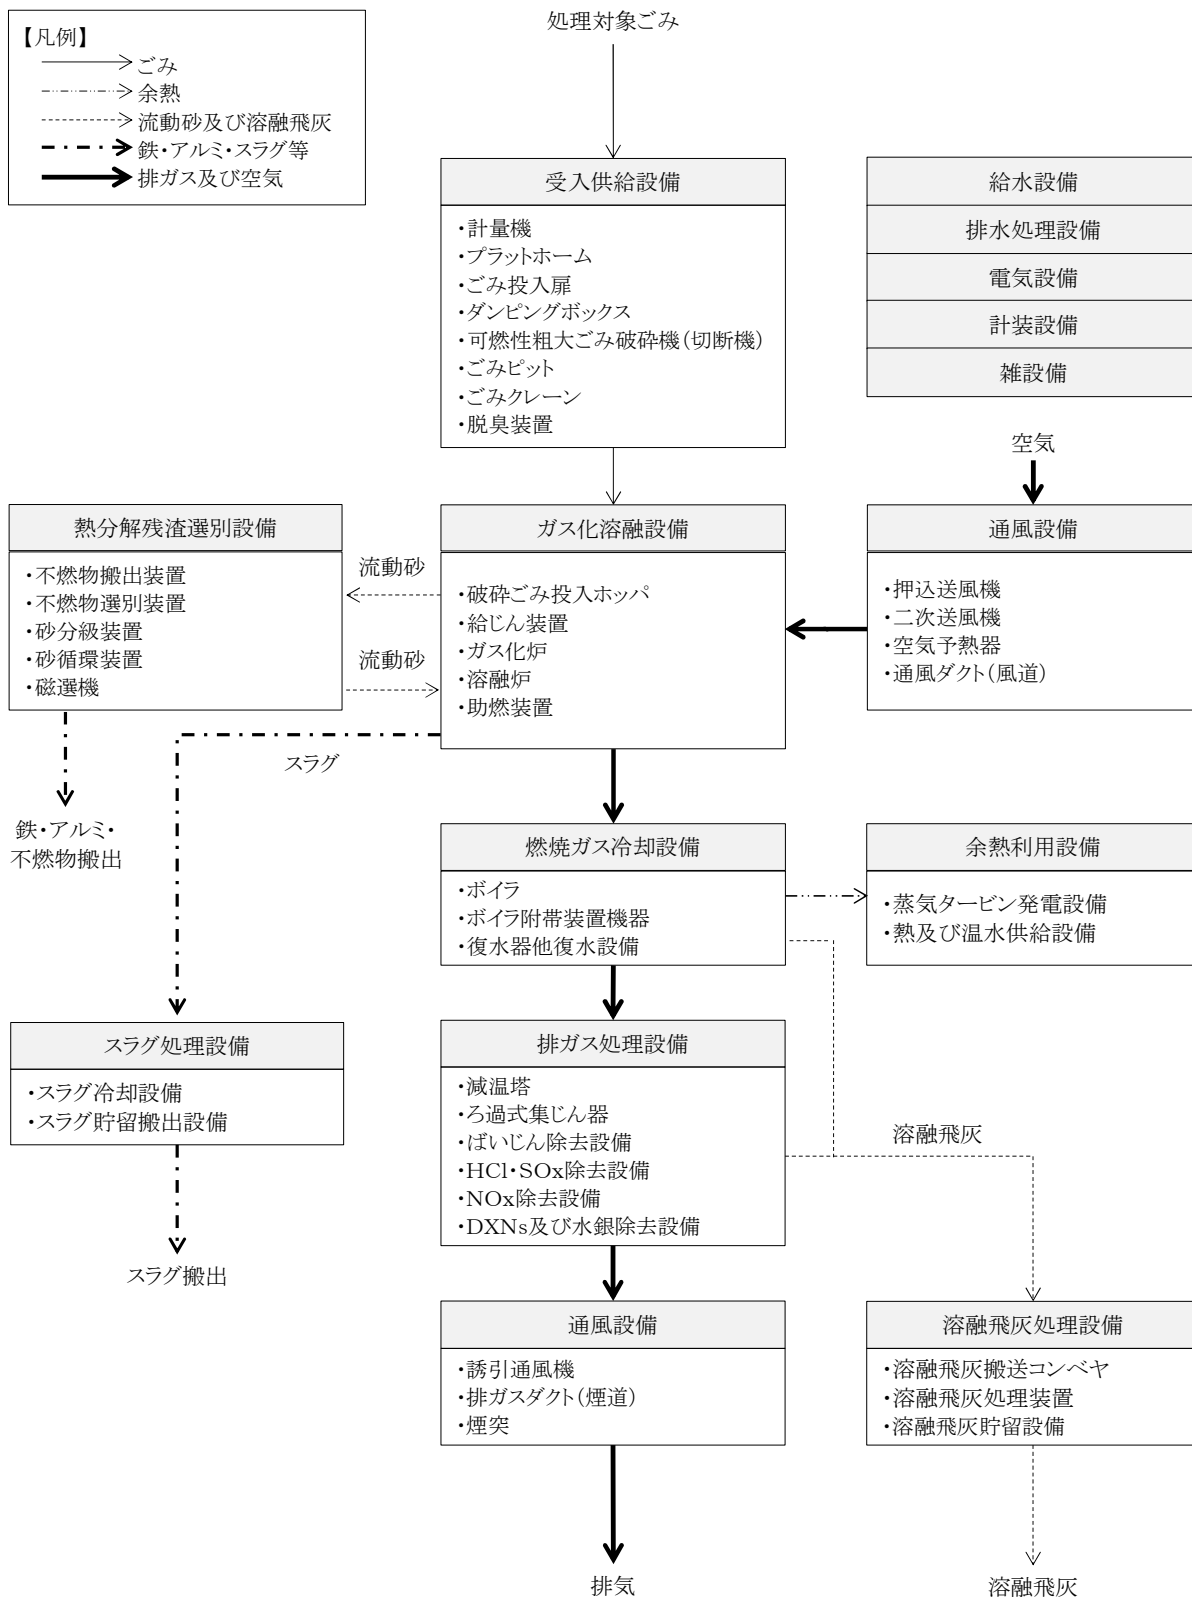 処理対象ごみ
【凡例】
ごみ
余熱
流動砂及び溶融飛灰
鉄・アルミ・スラグ等
排ガス及び空気
受入供給設備
・計量機
・プラットホーム
・ごみ投入扉
・ダンピングボックス
・可燃性粗大ごみ破砕機(切断機)
・ごみピット
・ごみクレーン
・脱臭装置
給水設備
排水処理設備
電気設備
計装設備
雑設備
空気
熱分解残渣選別設備
・不燃物搬出装置
・不燃物選別装置
・砂分級装置
・砂循環装置
・磁選機
流動砂
流動砂
ガス化溶融設備
・破砕ごみ投入ホッパ
・給じん装置
・ガス化炉
・溶融炉
・助燃装置
通風設備
・押込送風機
・二次送風機
・空気予熱器
・通風ダクト(風道)
スラグ
鉄・アルミ・
不燃物搬出
燃焼ガス冷却設備
・ボイラ
・ボイラ附帯装置機器
・復水器他復水設備
余熱利用設備
・蒸気タービン発電設備
・熱及び温水供給設備
スラグ処理設備
・スラグ冷却設備
・スラグ貯留搬出設備
スラグ搬出
排ガス処理設備
・減温塔
・ろ過式集じん器
・ばいじん除去設備
・HCl・SOx除去設備
・NOx除去設備
・DXNs及び水銀除去設備
溶融飛灰
通風設備
・誘引通風機
・排ガスダクト(煙道)
・煙突
溶融飛灰処理設備
・溶融飛灰搬送コンベヤ
・溶融飛灰処理装置
・溶融飛灰貯留設備
排気
溶融飛灰